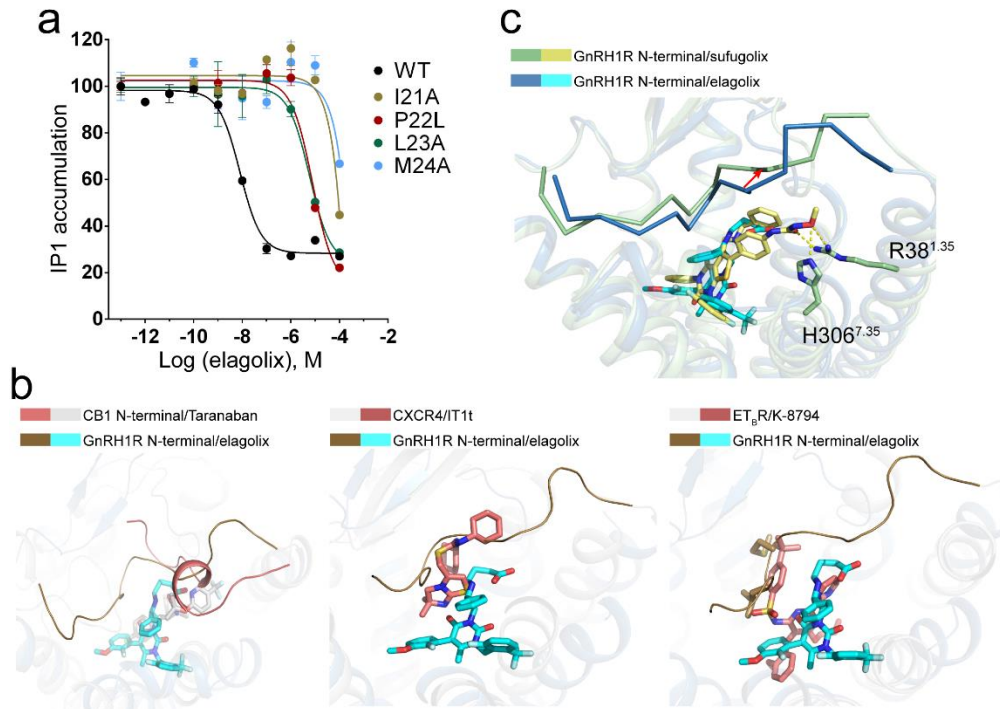 a
120
100
80
60
40
20
0
IP1 accumulation
-12
-10
-8
-6
-4
-2
Log (elagolix), M
WT
I21A
P22L
L23A
M24A
c
GnRH1R N-terminal/sufugolix
GnRH1R N-terminal/elagolix
R38^1.35
H306^7.35
b
CB1 N-terminal/Taranaban
GnRH1R N-terminal/elagolix
CXCR4/IT1t
GnRH1R N-terminal/elagolix
ET_BR/K-8794
GnRH1R N-terminal/elagolix